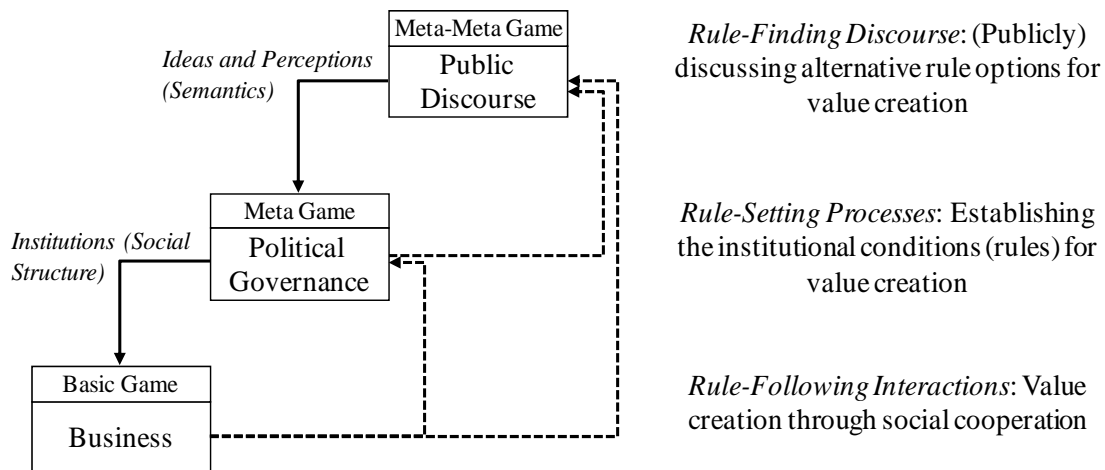 Meta-Meta Game
Public
Discourse
Ideas and Perceptions
(Semantics)
Rule-Finding Discourse: (Publicly)
discussing alternative rule options for
value creation
Meta Game
Political
Governance
Institutions (Social
Structure)
Rule-Setting Processes: Establishing
the institutional conditions (rules) for
value creation
Basic Game
Business
Rule-Following Interactions: Value
creation through social cooperation